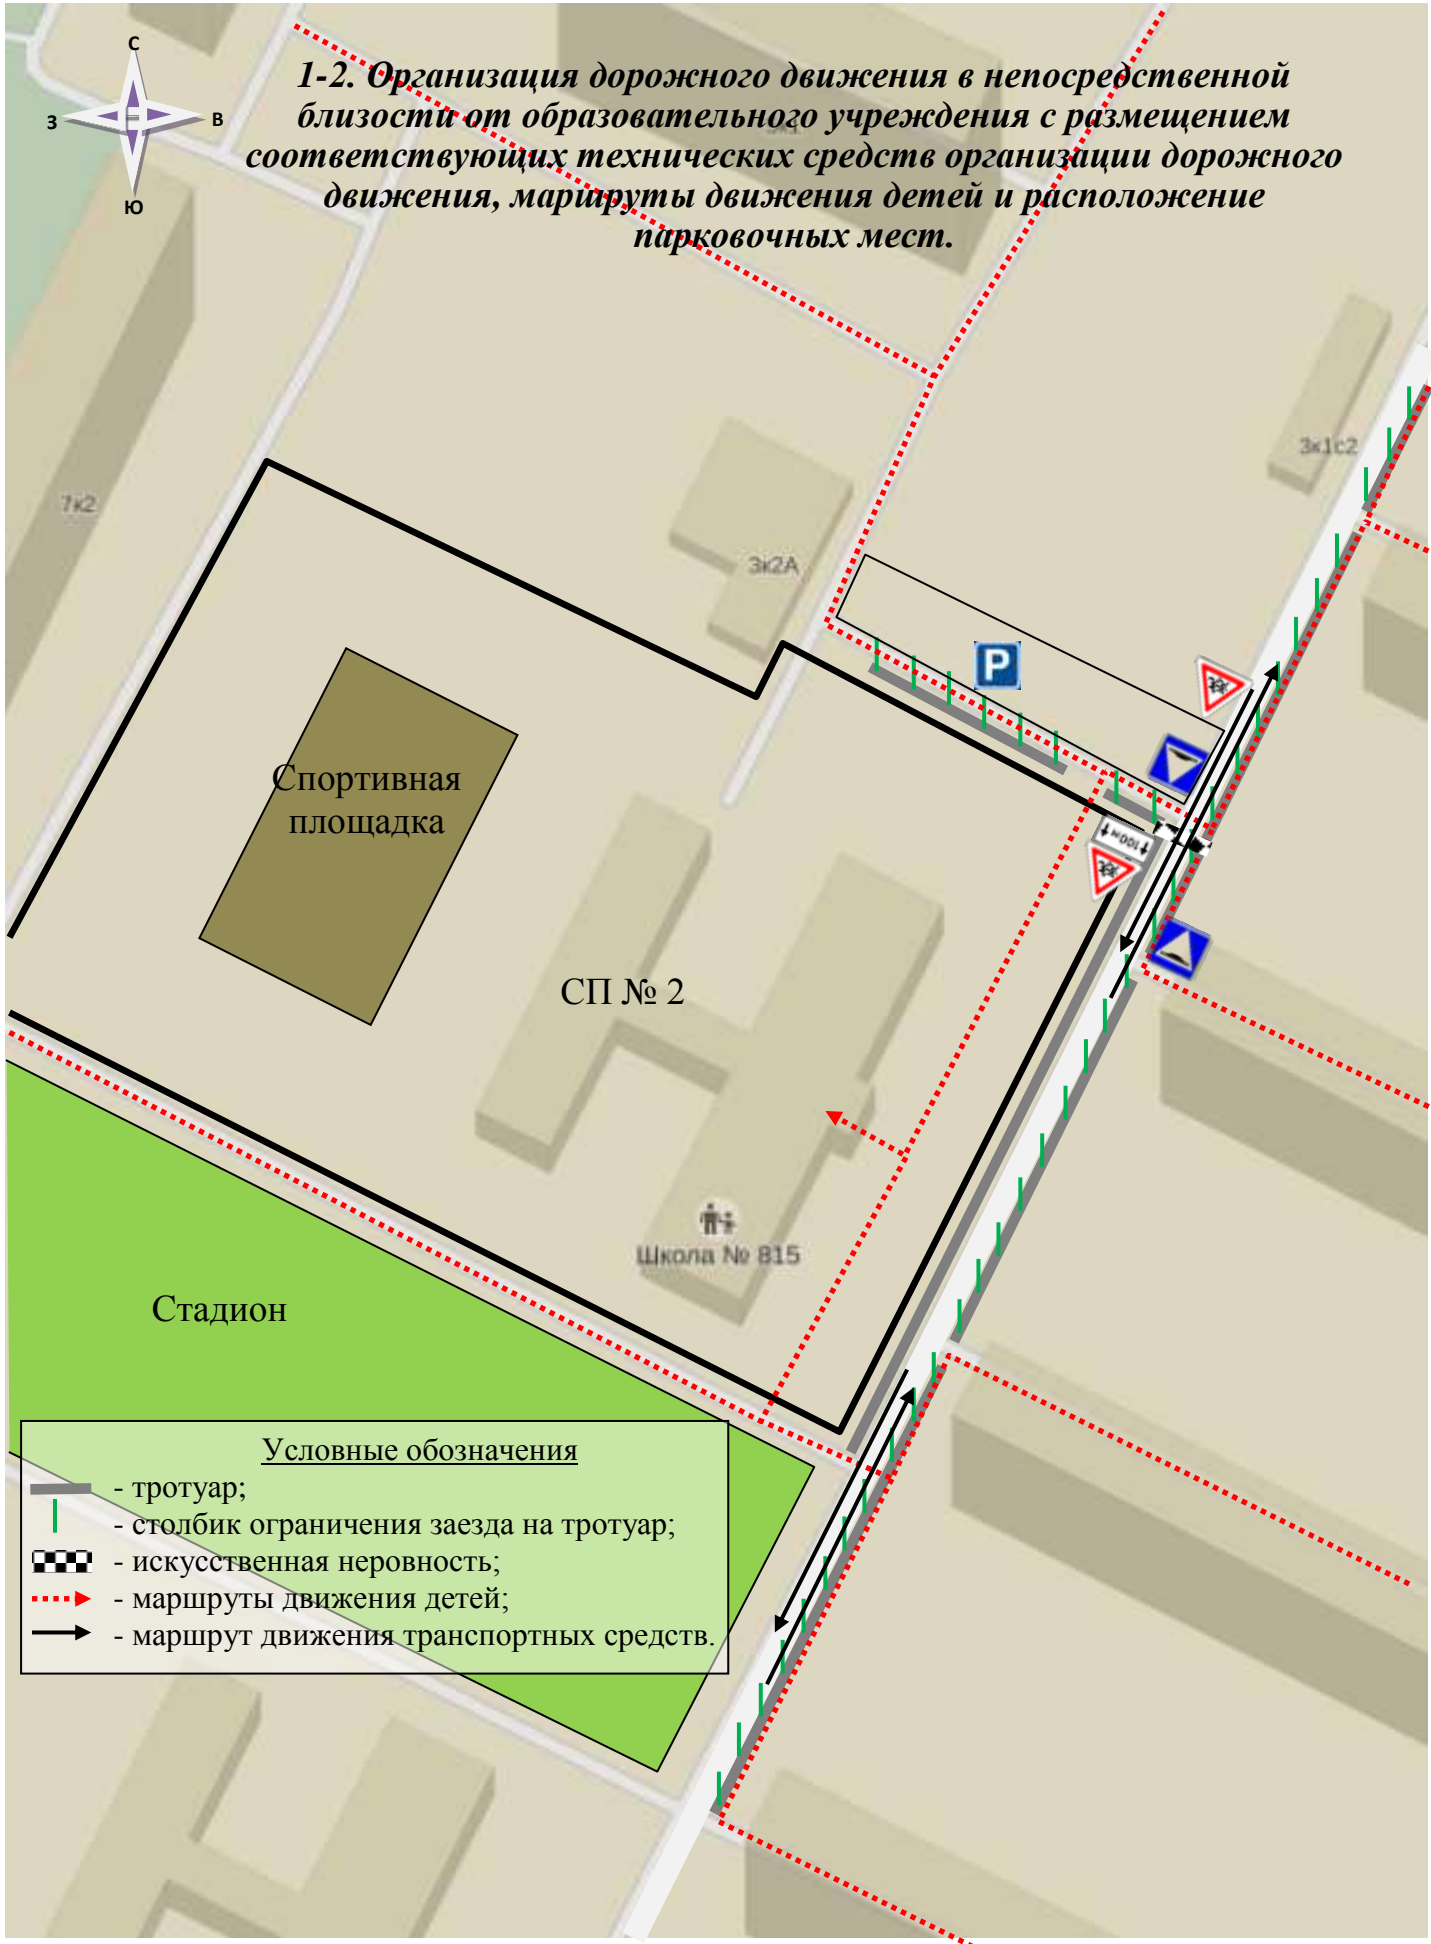 С
З
В
Ю
1-2. Организация дорожного движения в непосредственной
близости от образовательного учреждения с размещением
соответствующих технических средств организации дорожного
движения, маршруты движения детей и расположение
парковочных мест.
3к1с2
7к2
3к2А
P
Спортивная
площадка
100м
СП № 2
Школа № 815
Стадион
Условные обозначения
- тротуар;
- столбик ограничения заезда на тротуар;
- искусственная неровность;
- маршруты движения детей;
- маршрут движения транспортных средств.